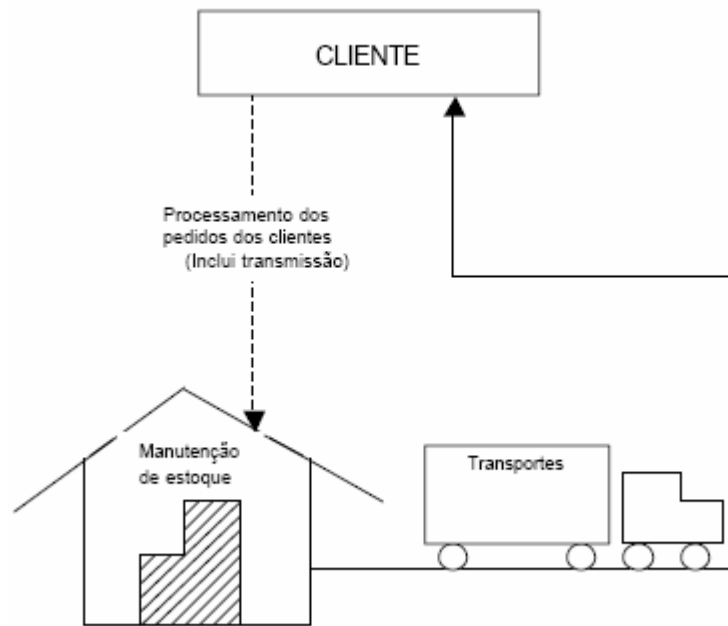 CLIENTE
Processamento dos
pedidos dos clientes
(Inclui transmissão)
Manutenção
de estoque
Transportes